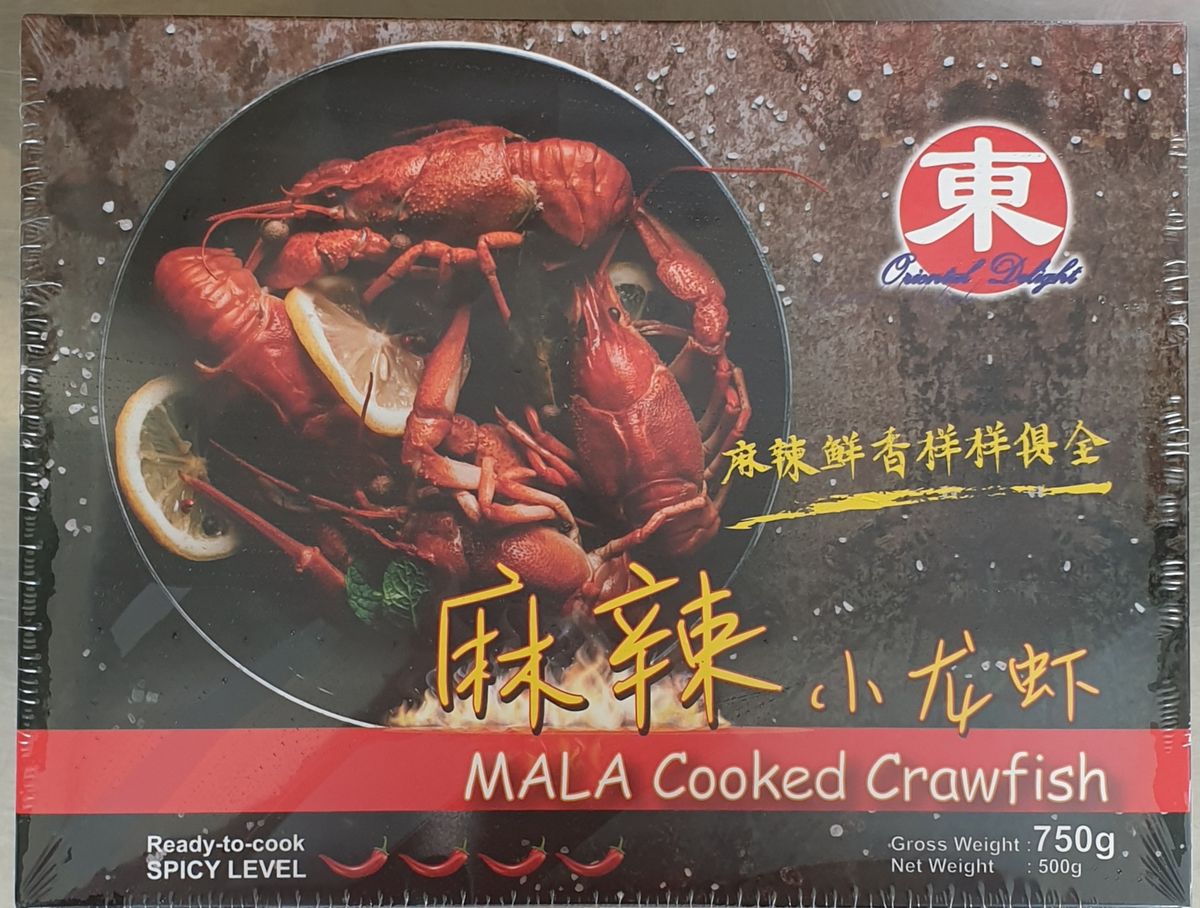 東
Oriental Delight
麻辣鲜香样样俱全
麻辣小龙虾
MALA Cooked Crawfish
Ready-to-cook
SPICY LEVEL
Gross Weight : 750g
Net Weight : 500g